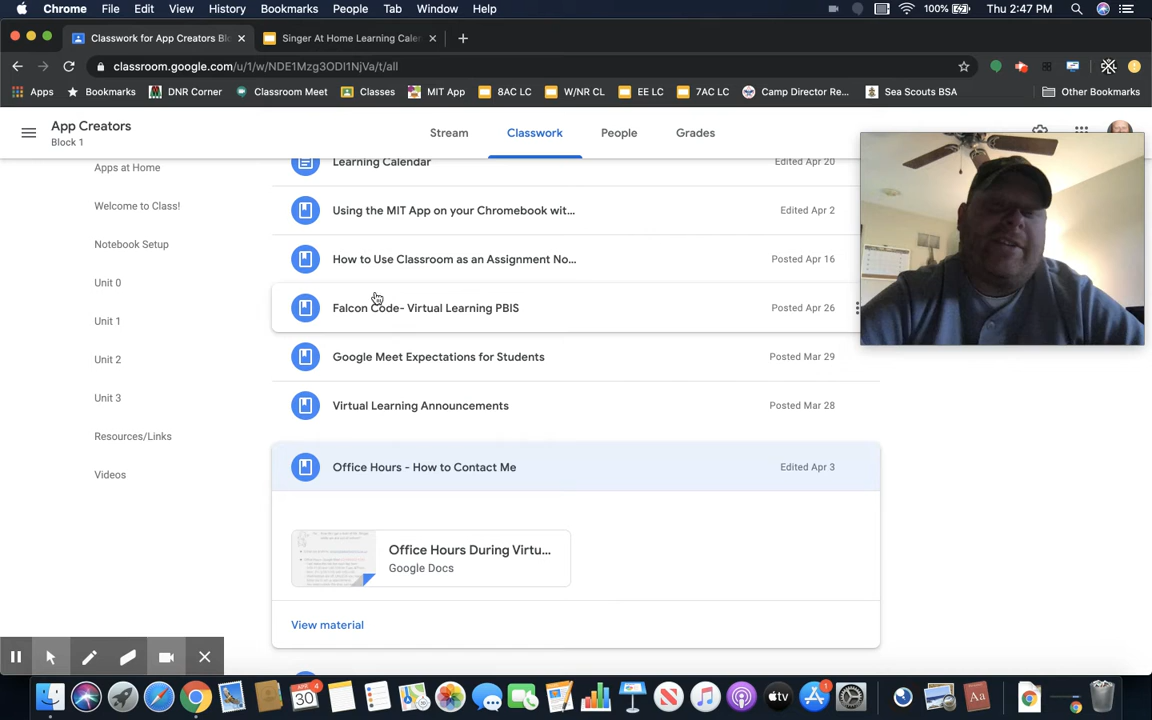 Chrome File Edit View History Bookmarks People Tab Window Help 100% Thu 2:47 PM
Classwork for App Creators Blo Singer At Home Learning Caler
classroom.google.com/u/1/w/NDE1Mzg3ODI1NjVa/t/all
Apps Bookmarks DNR Corner Classroom Meet Classes MIT App 8AC LC W/NR CL EE LC 7AC LC Camp Director Re... Sea Scouts BSA Other Bookmarks
App Creators
Block 1
Stream Classwork People Grades
Apps at Home
Welcome to Class!
Notebook Setup
Unit 0
Unit 1
Unit 2
Unit 3
Resources/Links
Videos
Learning Calendar Edited Apr 20
Using the MIT App on your Chromebook wit... Edited Apr 2
How to Use Classroom as an Assignment No... Posted Apr 16
Falcon Code- Virtual Learning PBIS Posted Apr 26
Google Meet Expectations for Students Posted Mar 29
Virtual Learning Announcements Posted Mar 28
Office Hours - How to Contact Me Edited Apr 3
Office Hours During Virtu...
Google Docs
View material
APR 30 4
tv
1
Aa